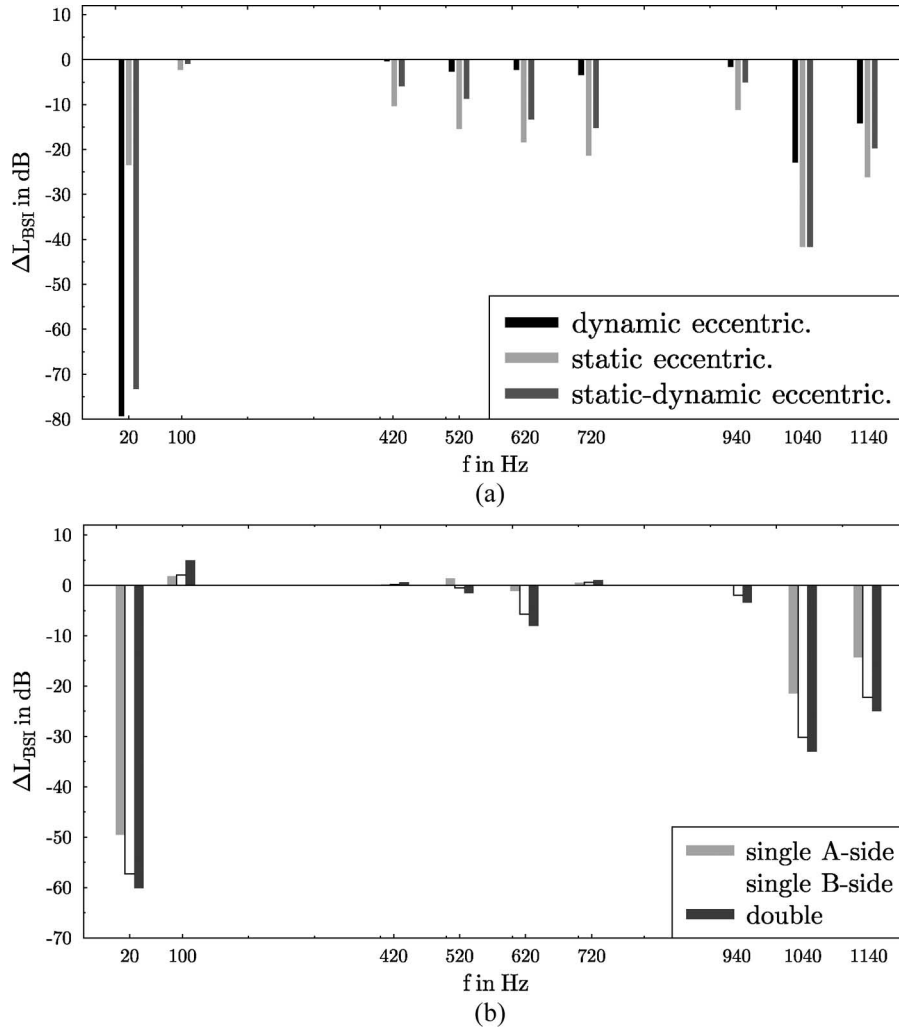 10
0
-10
-20
-30
-40
-50
-60
-70
-80
ΔL_BSI in dB
dynamic eccentric.
static eccentric.
static-dynamic eccentric.
20 100 420 520 620 720 940 1040 1140
f in Hz
(a)
10
0
-10
-20
-30
-40
-50
-60
-70
ΔL_BSI in dB
single A-side
single B-side
double
20 100 420 520 620 720 940 1040 1140
f in Hz
(b)